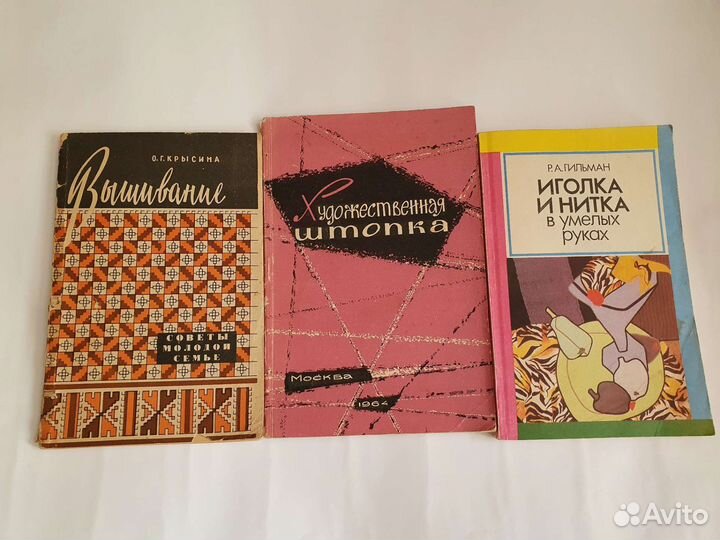 О.Г.КРЫСИНА
Вышивание
СОВЕТЫ
МОЛОДОЙ
СЕМЬЕ
Художественная
штопка
Москва
1964
Р.А.ГИЛЬМАН
ИГОЛКА
И НИТКА
В УМЕЛЫХ
РУКАХ
Avito